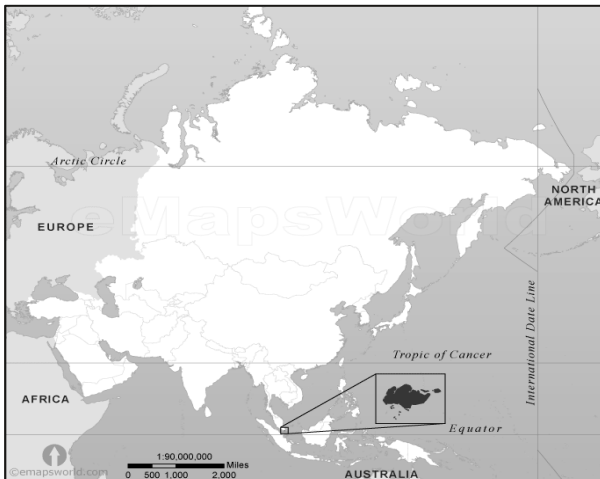 Arctic Circle
NORTH
AMERICA
eMapsWorld
EUROPE
International Date Line
Tropic of Cancer
AFRICA
Equator
1:90,000,000
Miles
0 500 1,000 2,000
©emapsworld.com
AUSTRALIA